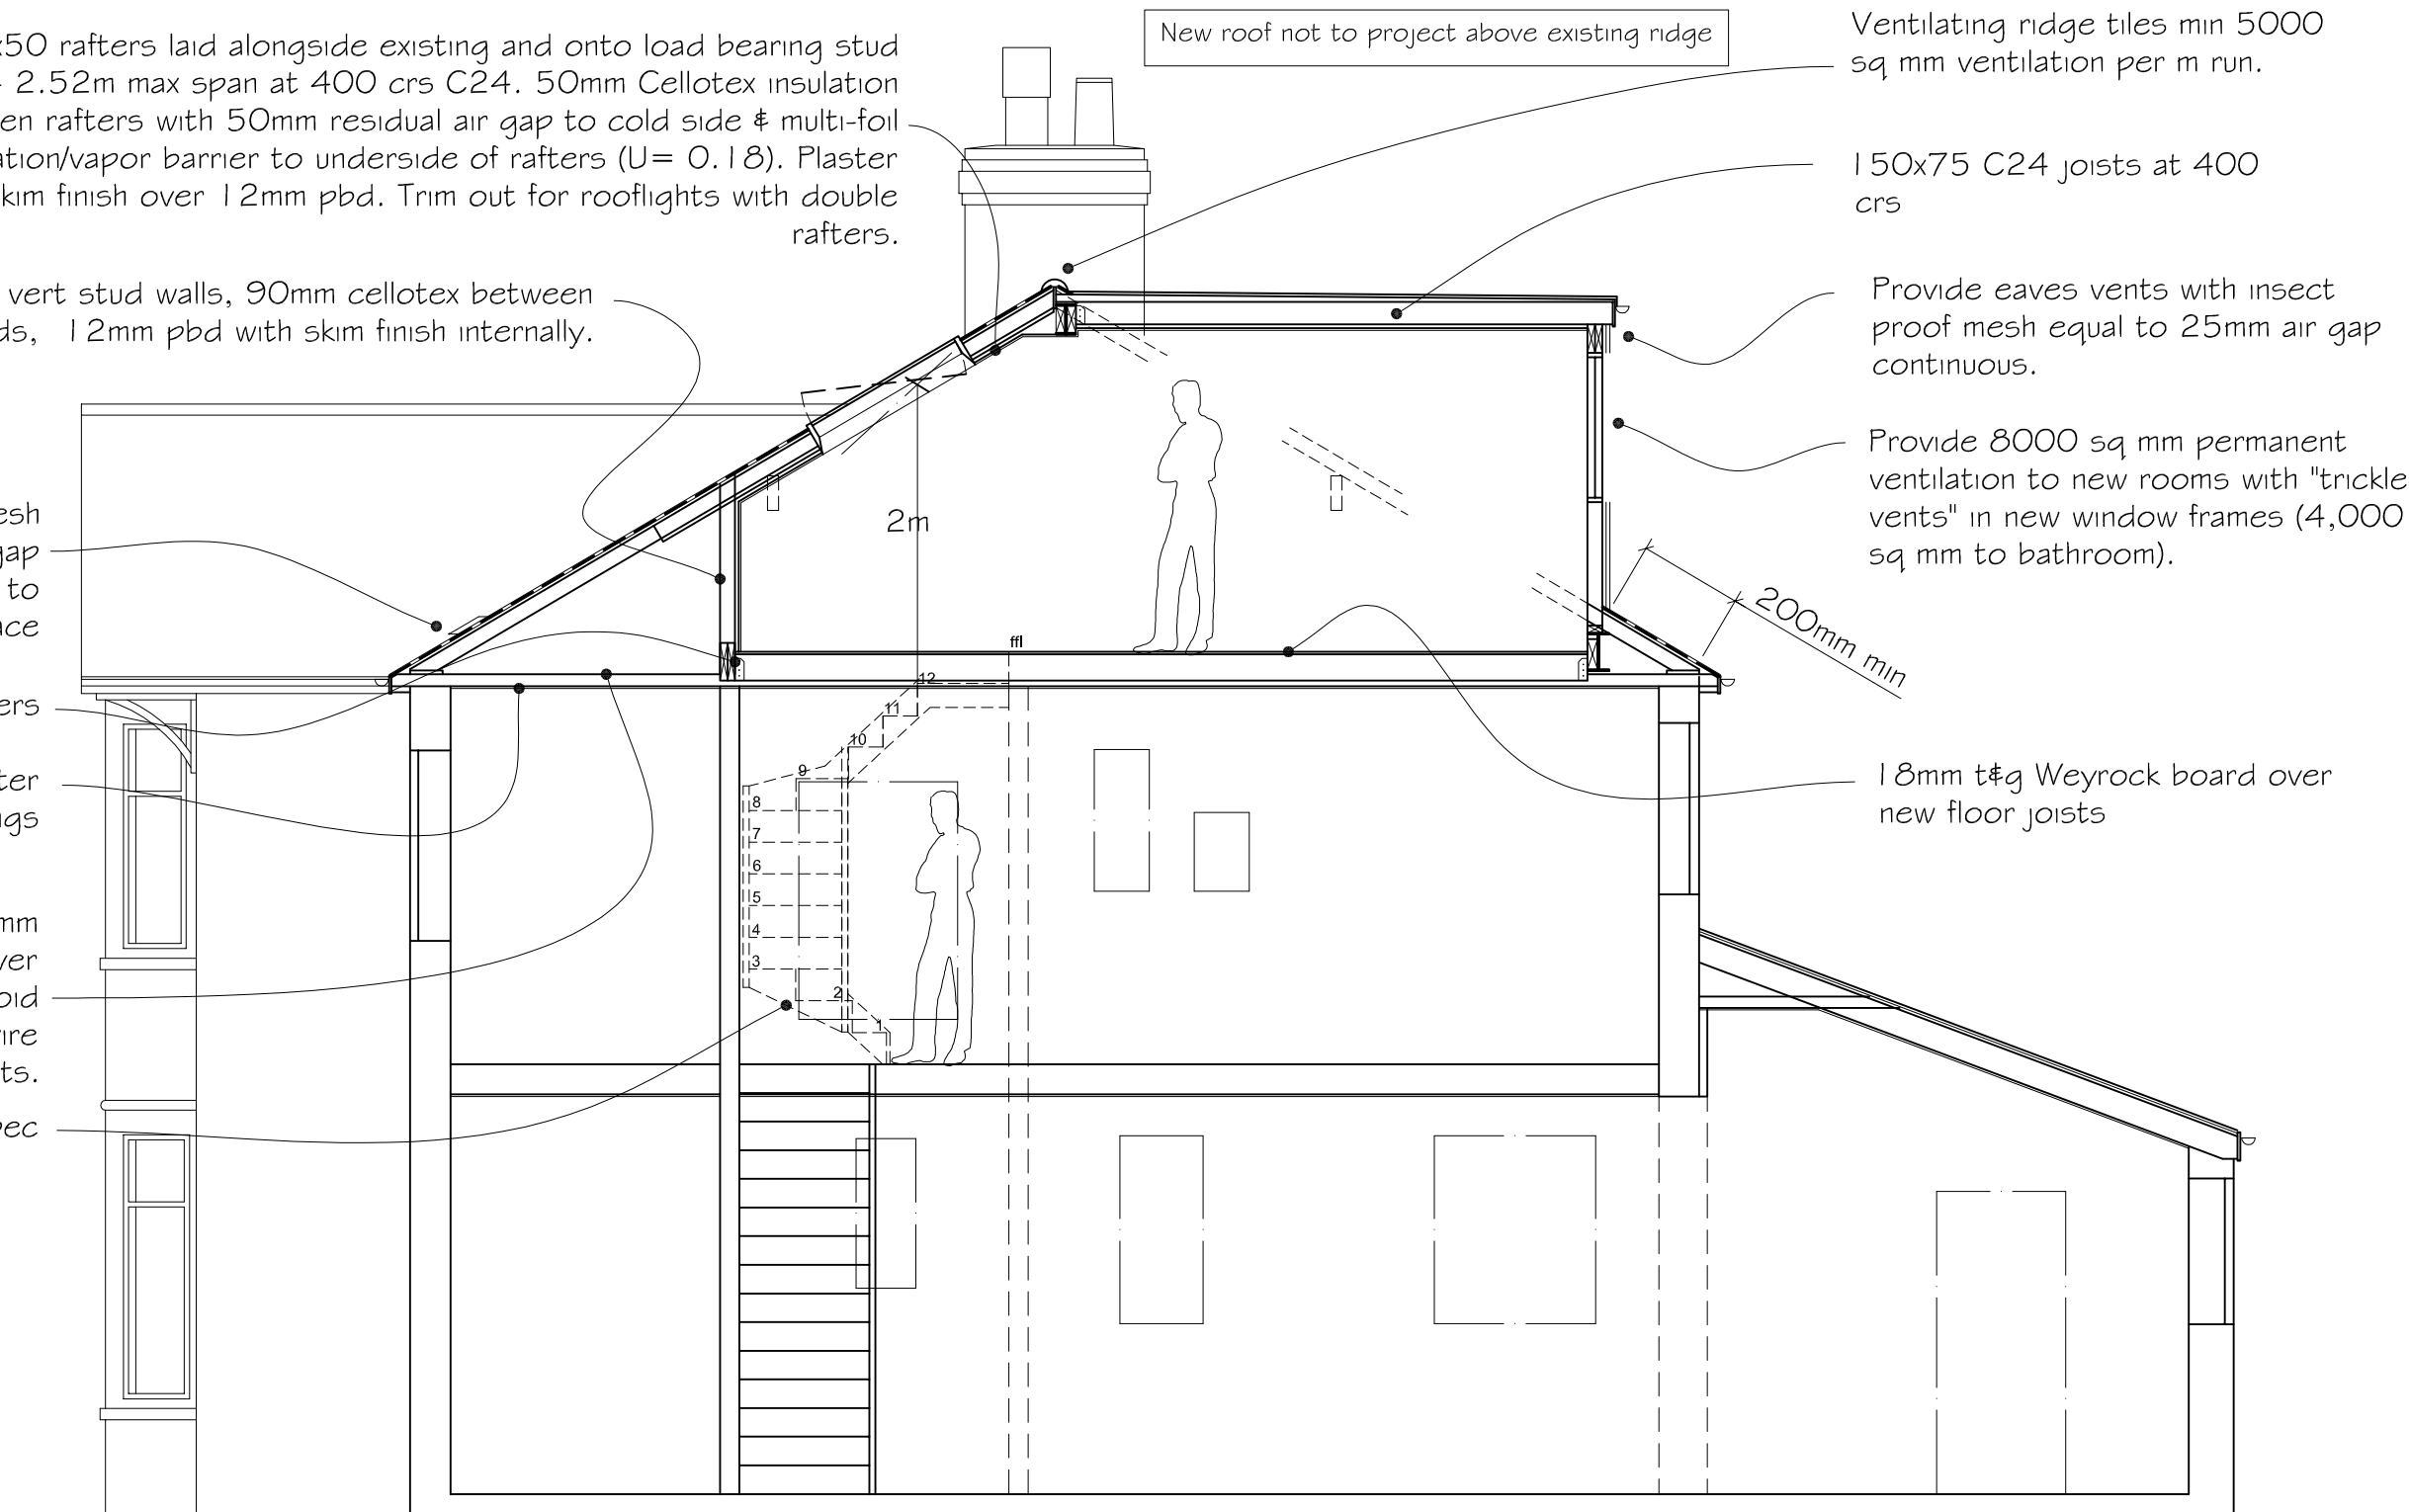 x50 rafters laid alongside existing and onto load bearing stud
- 2.52m max span at 400 crs C24. 50mm Cellotex insulation
en rafters with 50mm residual air gap to cold side & multi-foil
ation/vapor barrier to underside of rafters (U= 0.18). Plaster
kim finish over 12mm pbd. Trim out for rooflights with double
rafters.
New roof not to project above existing ridge
Ventilating ridge tiles min 5000
sq mm ventilation per m run.
150x75 C24 joists at 400
crs
vert stud walls, 90mm cellotex between
ds, 12mm pbd with skim finish internally.
Provide eaves vents with insect
proof mesh equal to 25mm air gap
continuous.
Provide 8000 sq mm permanent
ventilation to new rooms with "trickle
vents" in new window frames (4,000
sq mm to bathroom).
2m
esh
gap
to
ace
200mm min
ffl
ers
ter
gs
18mm t&g Weyrock board over
new floor joists
12
11
10
9
8
7
6
5
4
3
2
1
mm
ver
oid
ire
ts.
pec